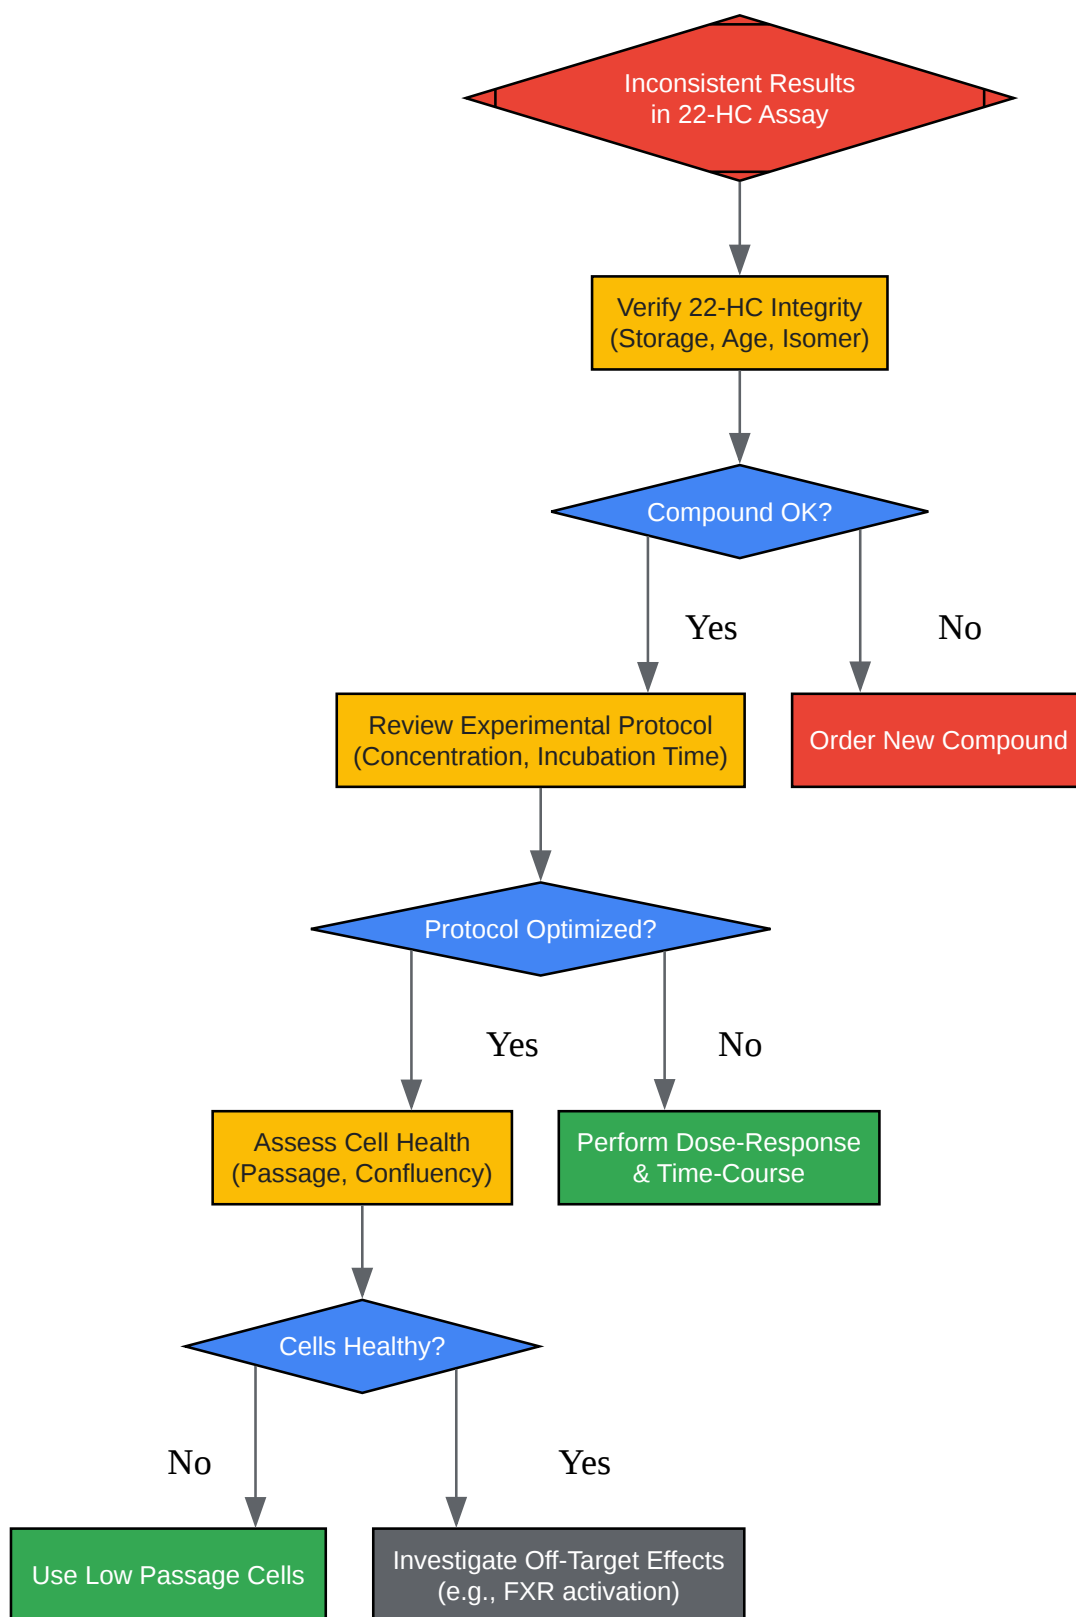 Inconsistent Results
in 22-HC Assay
Verify 22-HC Integrity
(Storage, Age, Isomer)
Compound OK?
Yes
No
Review Experimental Protocol
(Concentration, Incubation Time)
Order New Compound
Protocol Optimized?
Yes
No
Assess Cell Health
(Passage, Confluency)
Perform Dose-Response
& Time-Course
Cells Healthy?
No
Yes
Use Low Passage Cells
Investigate Off-Target Effects
(e.g., FXR activation)